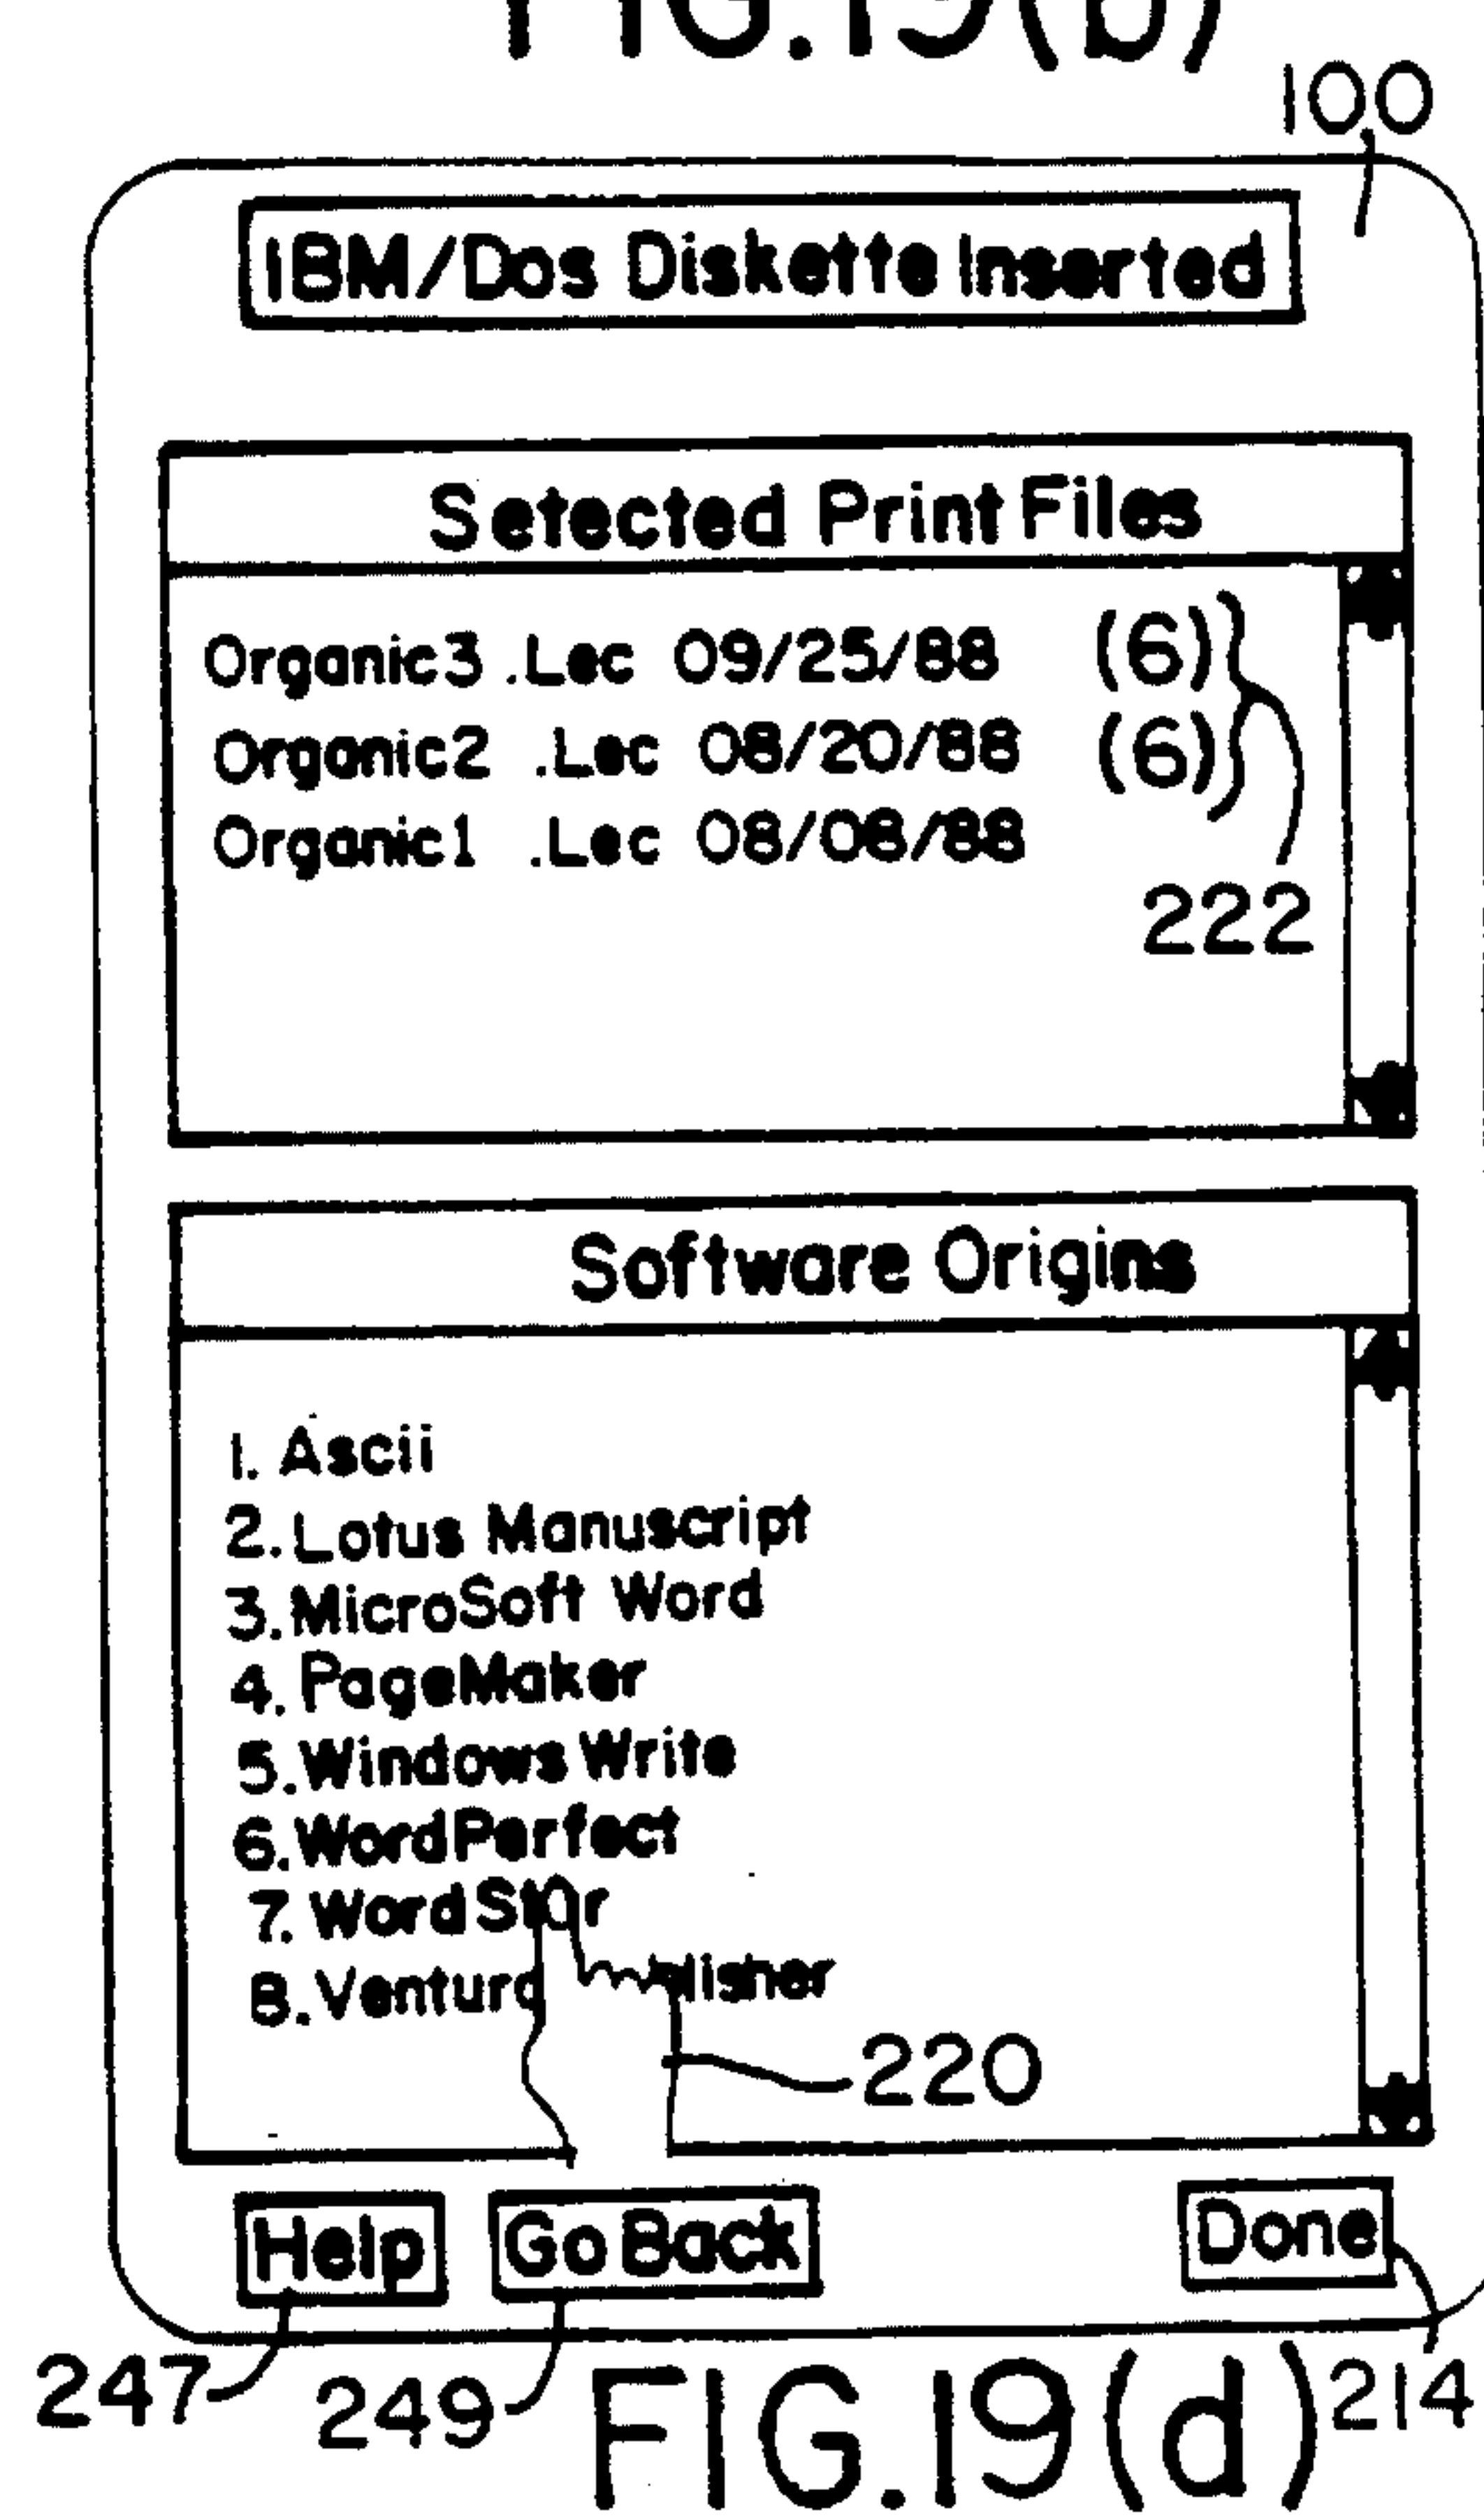 FIG.19(b)
100
IBM/Dos Diskette Inserted
Selected Print Files
Organic3 .Lec 09/25/88 (6)
Organic2 .Lec 08/20/88 (6)
Organic1 .Lec 08/08/88
222
Software Origins
1. Ascii
2. Lotus Manuscript
3. MicroSoft Word
4. PageMaker
5. Windows Write
6. WordPerfect
7. WordStar
8. Ventura
220
Help Go Back Done
247 249 FIG.19(d) 214